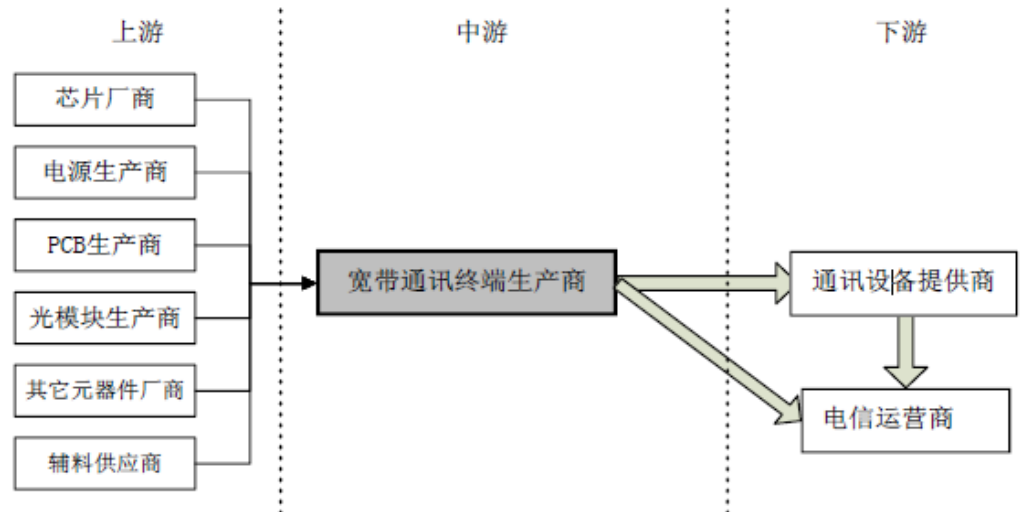 上游
中游
下游
芯片厂商
电源生产商
PCB生产商
光模块生产商
其它元器件厂商
辅料供应商
宽带通讯终端生产商
通讯设备提供商
电信运营商